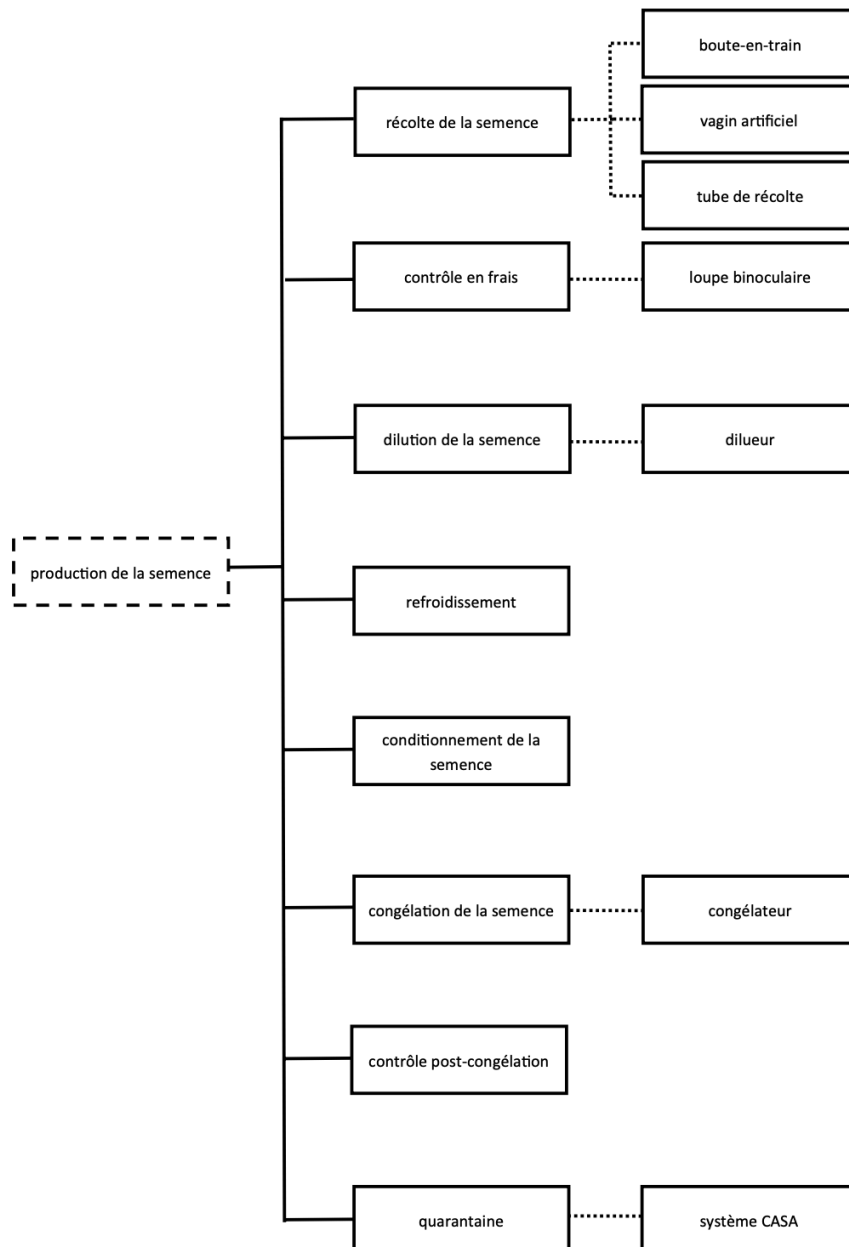 boute-en-train
récolte de la semence
vagin artificiel
tube de récolte
contrôle en frais
loupe binoculaire
dilution de la semence
dilueur
production de la semence
refroidissement
conditionnement de la
semence
congélation de la semence
congélateur
contrôle post-congélation
quarantaine
système CASA